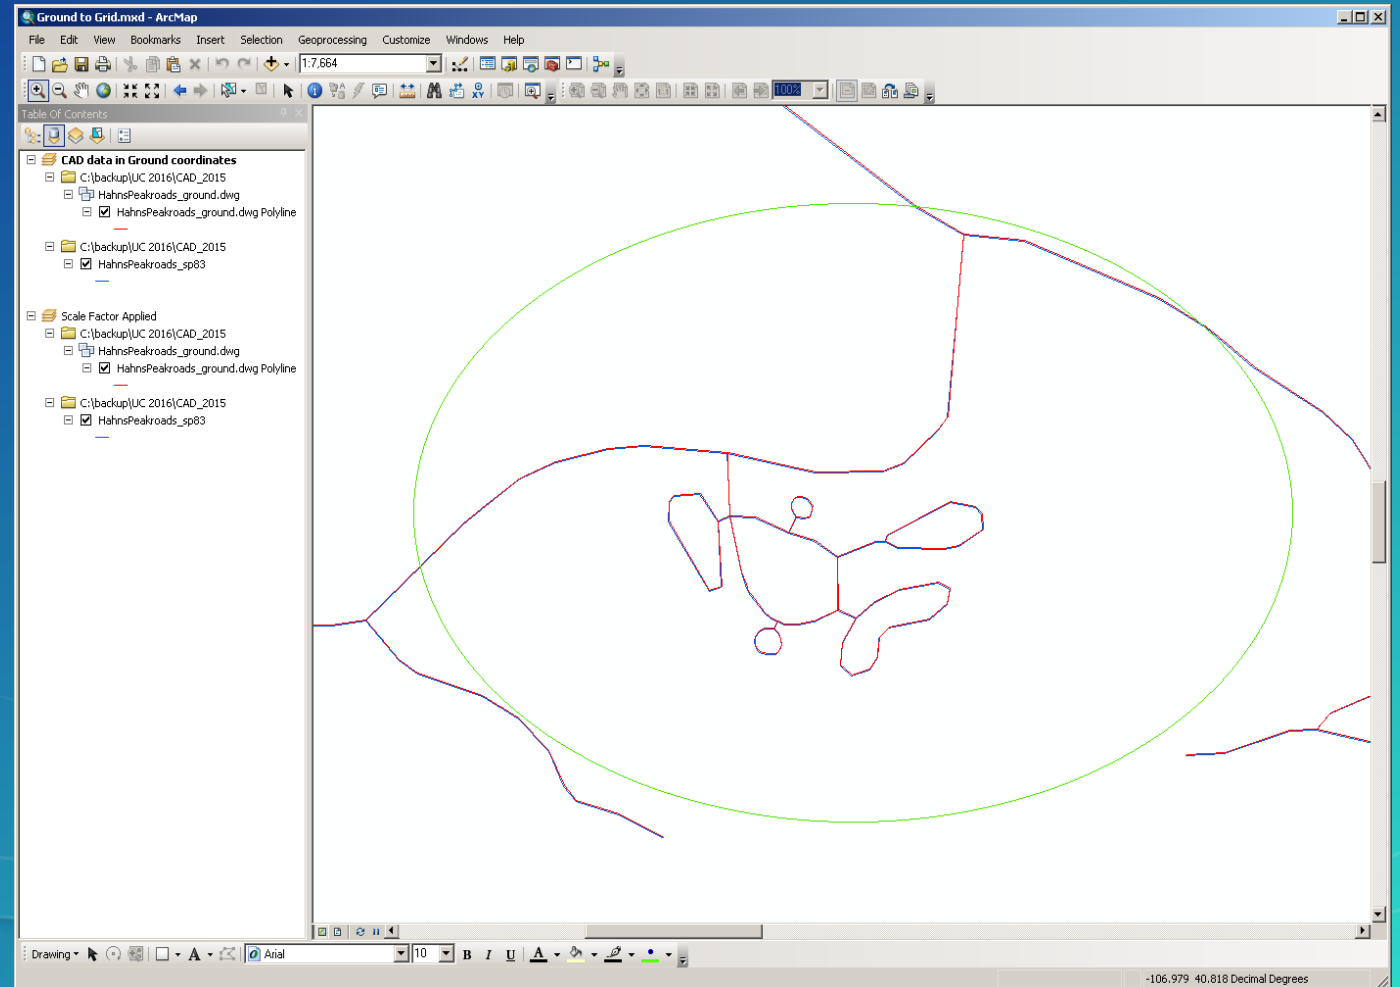 Ground to Grid.mxd - ArcMap
File Edit View Bookmarks Insert Selection Geoprocessing Customize Windows Help
1:7,664
100%
Table Of Contents
CAD data in Ground coordinates
C:\backup\UC 2016\CAD_2015
HahnsPeakroads_ground.dwg
HahnsPeakroads_ground.dwg Polyline
C:\backup\UC 2016\CAD_2015
HahnsPeakroads_sp83
Scale Factor Applied
C:\backup\UC 2016\CAD_2015
HahnsPeakroads_ground.dwg
HahnsPeakroads_ground.dwg Polyline
C:\backup\UC 2016\CAD_2015
HahnsPeakroads_sp83
Drawing A Arial 10 B I U A
-106.979 40.818 Decimal Degrees